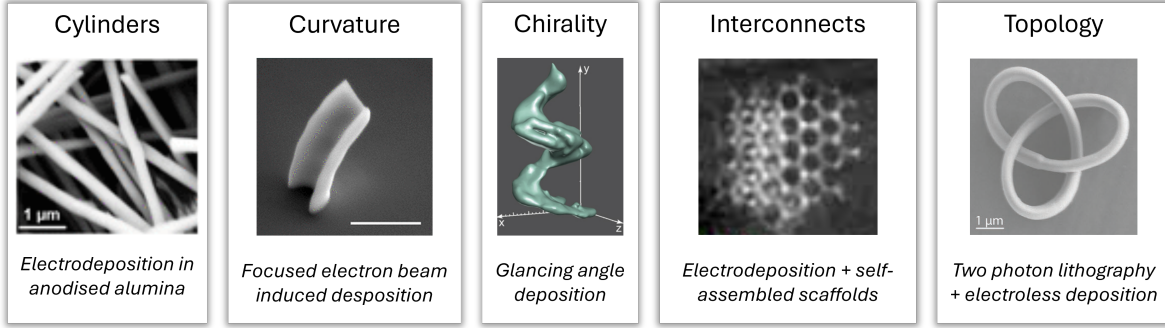 Cylinders
1 μm
Electrodeposition in
anodised alumina
Curvature
Focused electron beam
induced desposition
Chirality
y
x
z
Glancing angle
deposition
Interconnects
Electrodeposition + self-
assembled scaffolds
Topology
1 μm
Two photon lithography
+ electroless deposition